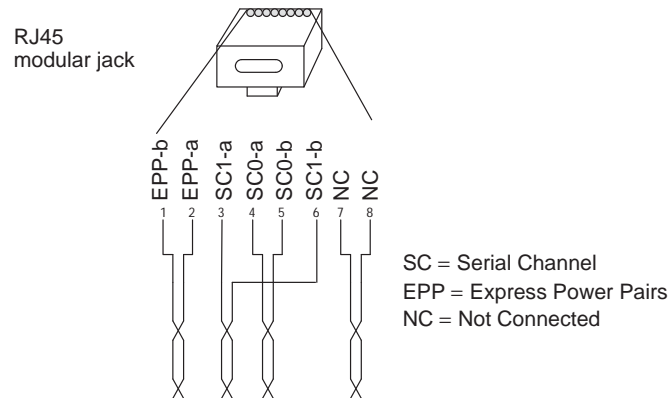 RJ45
modular jack
EPP-b
EPP-a
SC1-a
SC0-a
SC0-b
SC1-b
NC
NC
1 2 3 4 5 6 7 8
SC = Serial Channel
EPP = Express Power Pairs
NC = Not Connected